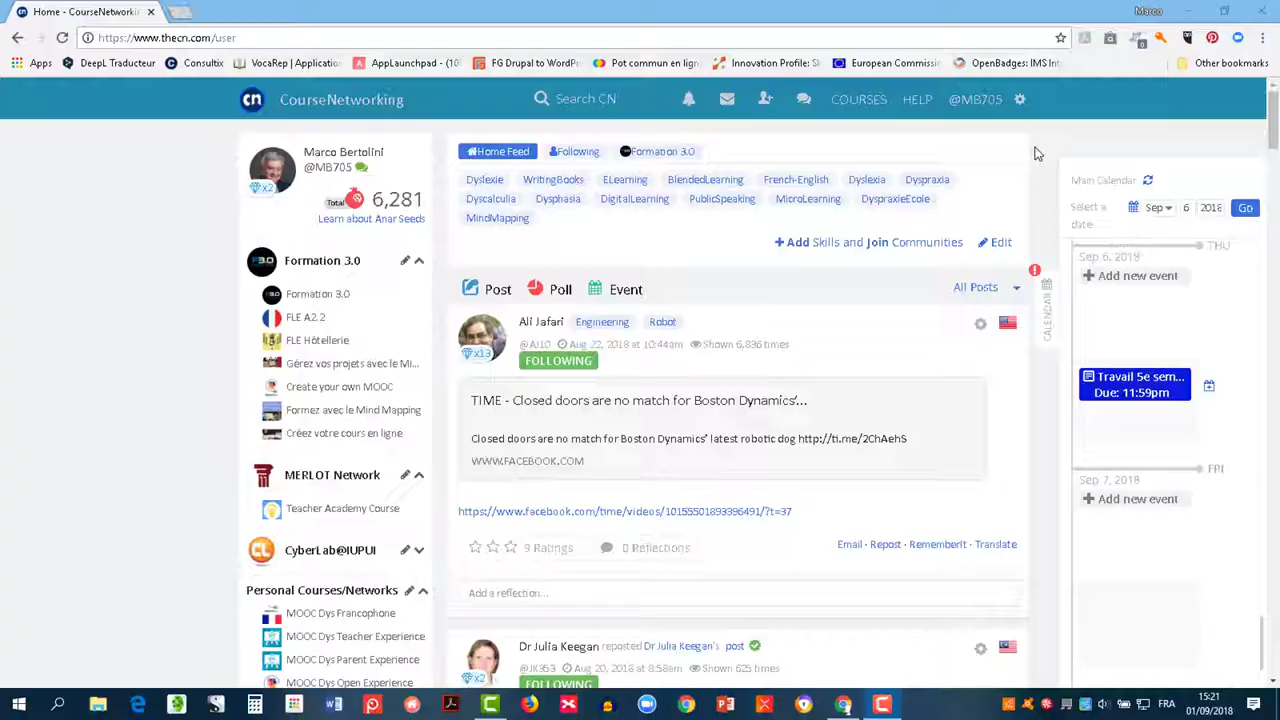 Home - CourseNetworki
Marco
https://www.thecn.com/user
Apps
DeepL Traducteur
Consultix
VocaRep | Application
AppLaunchpad - (10
FG Drupal to WordPr
Pot commun en lign
Innovation Profile: Sk
European Commissio
OpenBadges: IMS Int
Other bookmarks
cn CourseNetworking
Search CN
COURSES
HELP
@MB705
Marco Bertolini
@MB705
x2
Total
6,281
Learn about Anar Seeds
Formation 3.0
Formation 3.0
FLE A2.2
FLE Hôtellerie
Gérez vos projets avec le Mi...
Create your own MOOC
Formez avec le Mind Mapping
Créez votre cours en ligne
MERLOT Network
Teacher Academy Course
CyberLab@IUPUI
Personal Courses/Networks
MOOC Dys Francophone
MOOC Dys Teacher Experience
MOOC Dys Parent Experience
MOOC Dys Open Experience
Home Feed
Following
Formation 3.0
Dyslexie WritingBooks ELearning BlendedLearning French-English Dyslexia Dyspraxia
Dyscalculia Dysphasia DigitalLearning PublicSpeaking MicroLearning DyspraxieEcole
MindMapping
+ Add Skills and Join Communities Edit
Post Poll Event All Posts
Ali Jafari Engineering Robot
@AJ10 Aug 22, 2018 at 10:44am Shown 6,836 times
x13
FOLLOWING
TIME - Closed doors are no match for Boston Dynamics'...
Closed doors are no match for Boston Dynamics' latest robotic dog http://ti.me/2ChAehS
WWW.FACEBOOK.COM
https://www.facebook.com/time/videos/10155501893396491/?t=37
9 Ratings 0 Reflections Email · Repost · RememberIt · Translate
Add a reflection...
Dr Julia Keegan reposted Dr Julia Keegan's post
@JK353 Aug 20, 2018 at 8:58am Shown 625 times
x2
FOLLOWING
CALENDAR
Main Calendar
Select a date
Sep 6 2018 Go
THU
Sep 6, 2018
+ Add new event
Travail 5e sem...
Due: 11:59pm
FRI
Sep 7, 2018
+ Add new event
FRA
15:21
01/09/2018